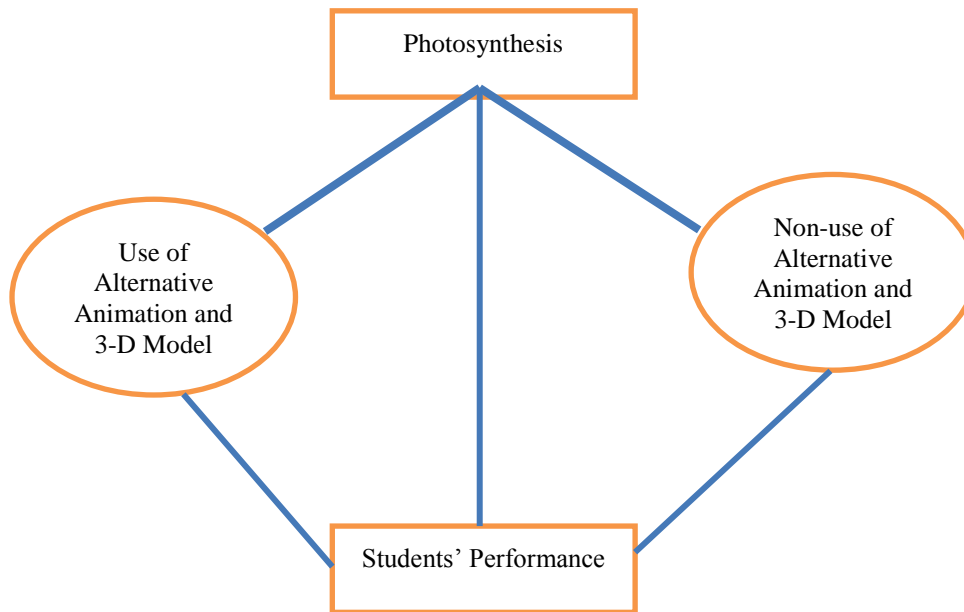 Photosynthesis
Use of
Alternative
Animation and
3-D Model
Non-use of
Alternative
Animation and
3-D Model
Students’ Performance